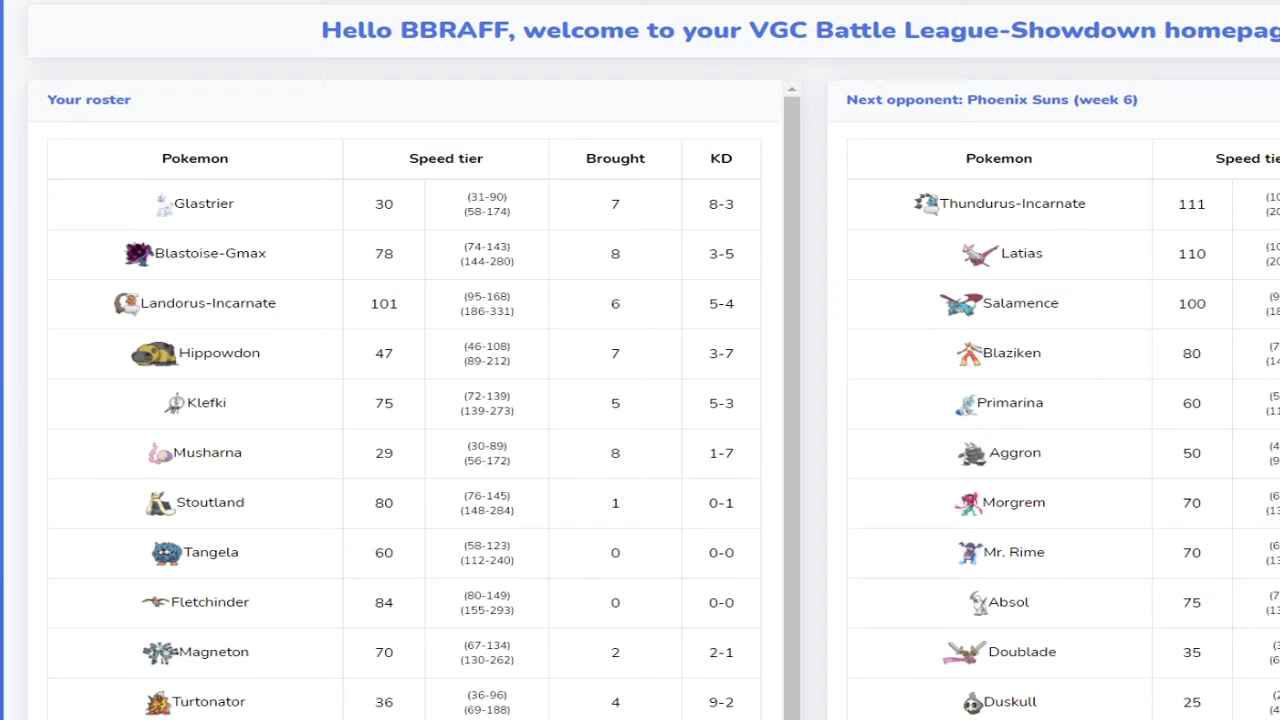 Hello BBRAFF, welcome to your VGC Battle League-Showdown
Your roster
Pokemon Speed tier Brought KD
Glastrier 30 (31-90) (58-174) 7 8-3
Blastoise-Gmax 78 (74-143) (144-280) 8 3-5
Landorus-Incarnate 101 (95-168) (186-331) 6 5-4
Hippowdon 47 (46-108) (89-212) 7 3-7
Klefki 75 (72-139) (139-273) 5 5-3
Musharna 29 (30-89) (56-172) 8 1-7
Stoutland 80 (76-145) (148-284) 1 0-1
Tangela 60 (58-123) (112-240) 0 0-0
Fletchinder 84 (80-149) (155-293) 0 0-0
Magneton 70 (67-134) (130-262) 2 2-1
Turtonator 36 (36-96) (69-188) 4 9-2
Next opponent: Phoenix Suns (week 6)
Pokemon Speed
Thundurus-Incarnate 111
Latias 110
Salamence 100
Blaziken 80
Primarina 60
Aggron 50
Morgrem 70
Mr. Rime 70
Absol 75
Doublade 35
Duskull 25